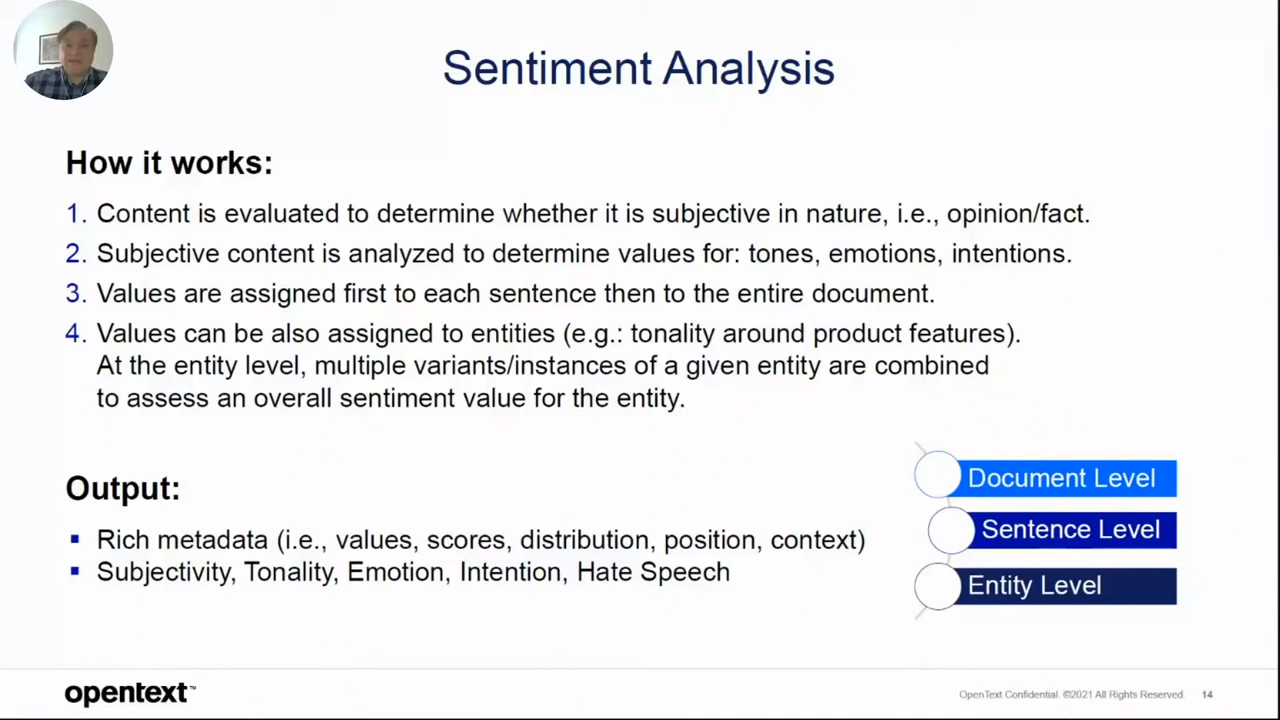 Sentiment Analysis
How it works:
1. Content is evaluated to determine whether it is subjective in nature, i.e., opinion/fact.
2. Subjective content is analyzed to determine values for: tones, emotions, intentions.
3. Values are assigned first to each sentence then to the entire document.
4. Values can be also assigned to entities (e.g.: tonality around product features).
At the entity level, multiple variants/instances of a given entity are combined
to assess an overall sentiment value for the entity.
Output:
▪ Rich metadata (i.e., values, scores, distribution, position, context)
▪ Subjectivity, Tonality, Emotion, Intention, Hate Speech
Document Level
Sentence Level
Entity Level
opentext™
OpenText Confidential. ©2021 All Rights Reserved. 14